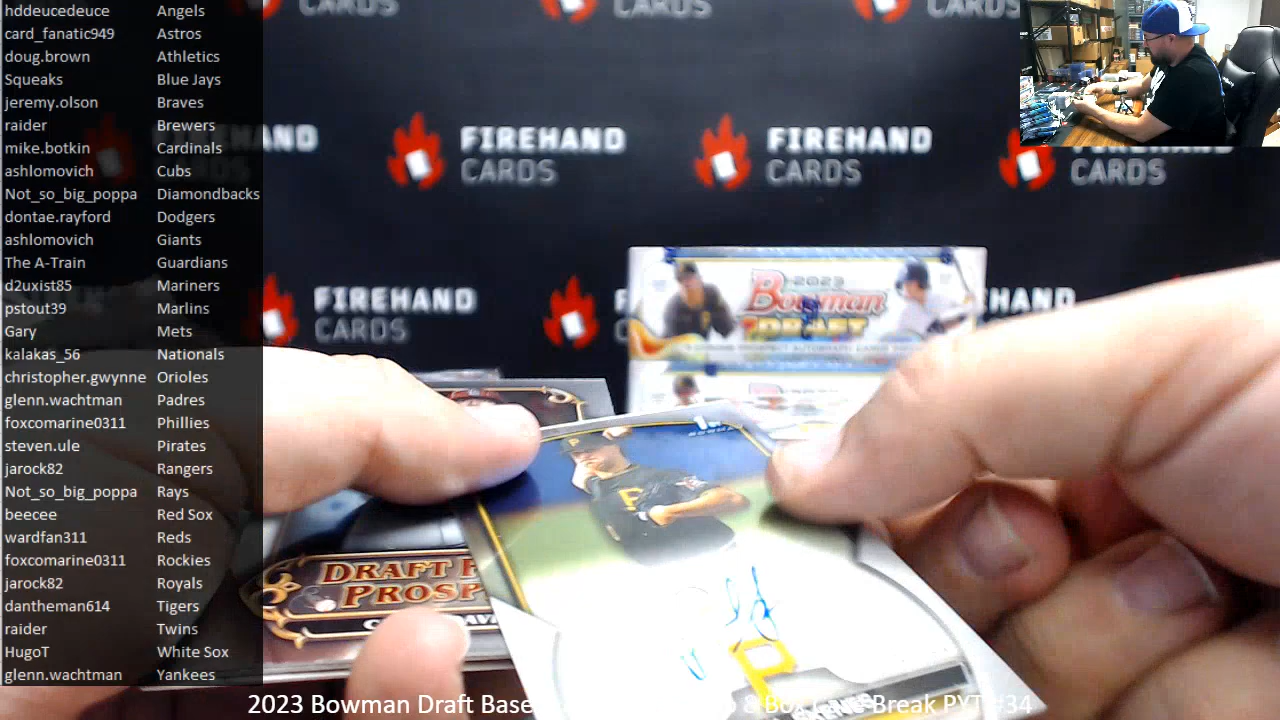 hddeucedeuce Angels
card_fanatic949 Astros
doug.brown Athletics
Squeaks Blue Jays
jeremy.olson Braves
raider Brewers
mike.botkin Cardinals
ashlomovich Cubs
Not_so_big_poppa Diamondbacks
dontae.rayford Dodgers
ashlomovich Giants
The A-Train Guardians
d2uxist85 Mariners
pstout39 Marlins
Gary Mets
kalakas_56 Nationals
christopher.gwynne Orioles
glenn.wachtman Padres
foxcomarine0311 Phillies
steven.ule Pirates
jarock82 Rangers
Not_so_big_poppa Rays
beecee Red Sox
wardfan311 Reds
foxcomarine0311 Rockies
jarock82 Royals
dantheman614 Tigers
raider Twins
HugoT White Sox
glenn.wachtman Yankees
CARDS CARDS CARDS
FIREHAND FIREHAND
CARDS CARDS CARDS
FIREHAND
CARDS
HAND
2023
Bowman
DRAFT
DRAFT
PROSP
P
2023 Bowman Draft Base Break PYT #34